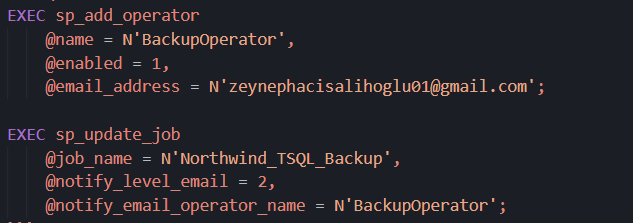 EXEC sp_add_operator
@name = N'BackupOperator',
@enabled = 1,
@email_address = N'zeynephacisalihoglu01@gmail.com';
EXEC sp_update_job
@job_name = N'Northwind_TSQL_Backup',
@notify_level_email = 2,
@notify_email_operator_name = N'BackupOperator';